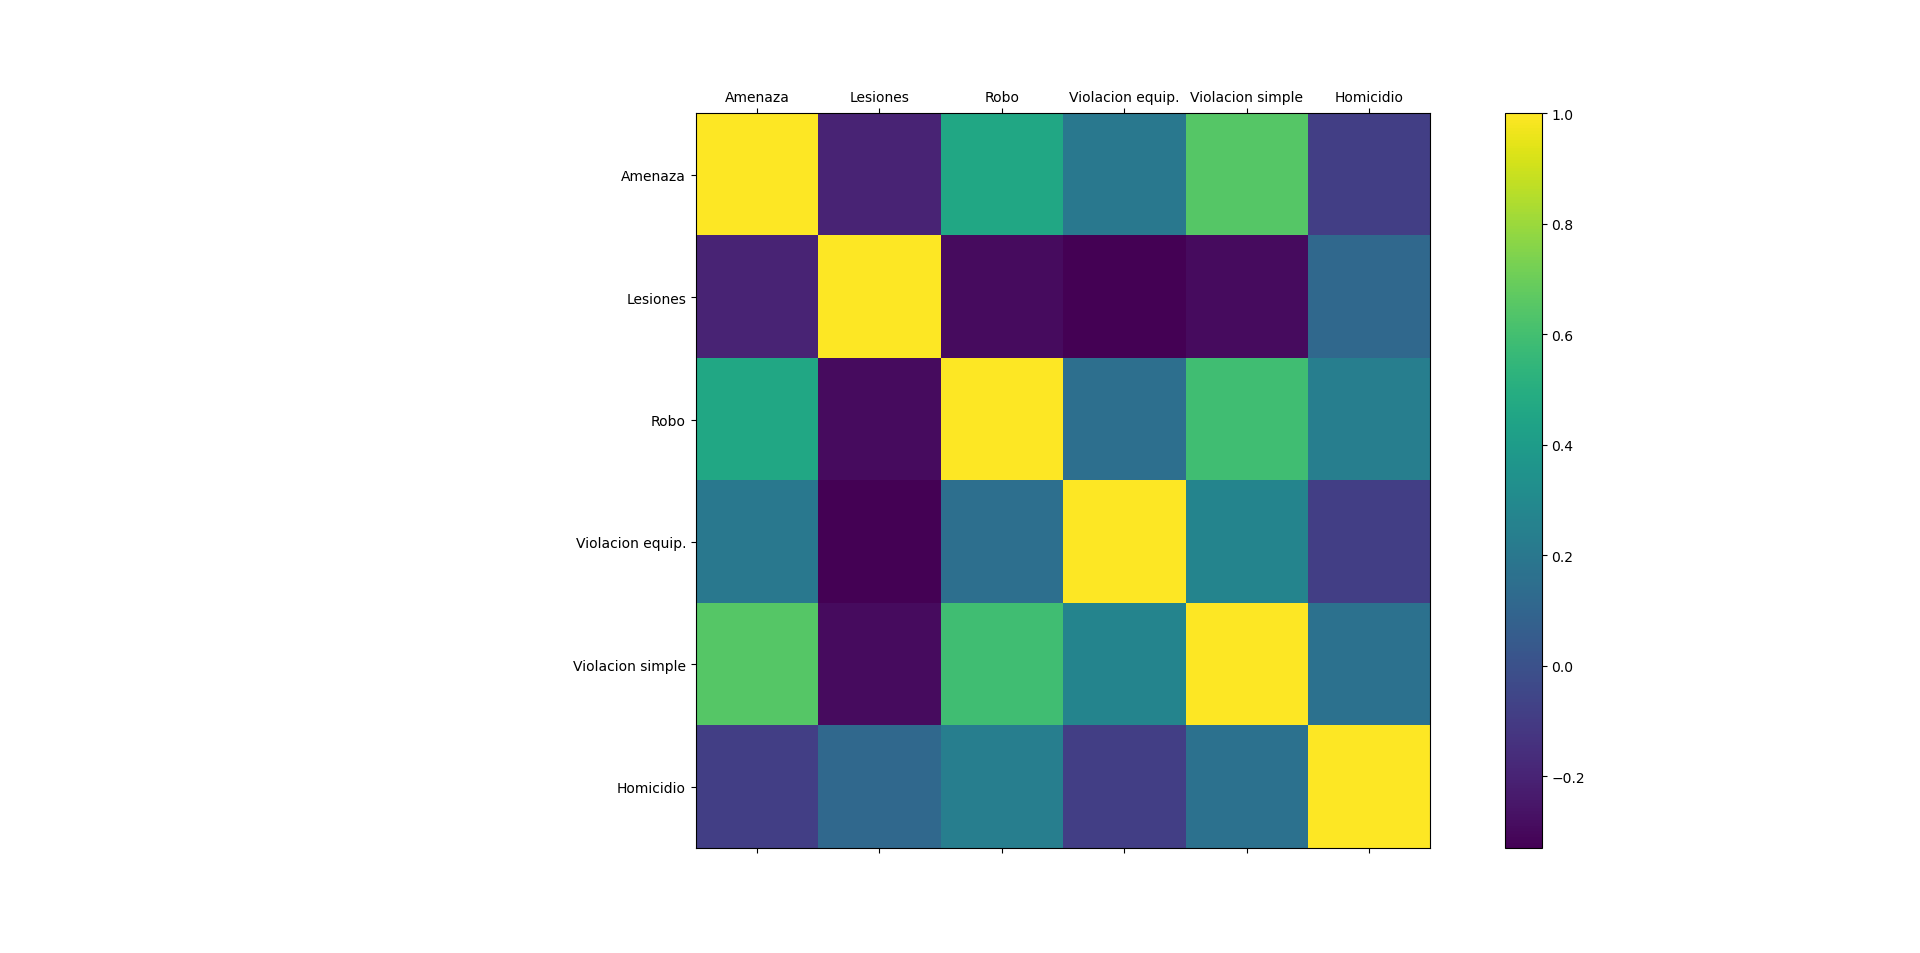 Amenaza Lesiones Robo Violacion equip. Violacion simple Homicidio
Amenaza
Lesiones
Robo
Violacion equip.
Violacion simple
Homicidio
1.0
0.8
0.6
0.4
0.2
0.0
−0.2